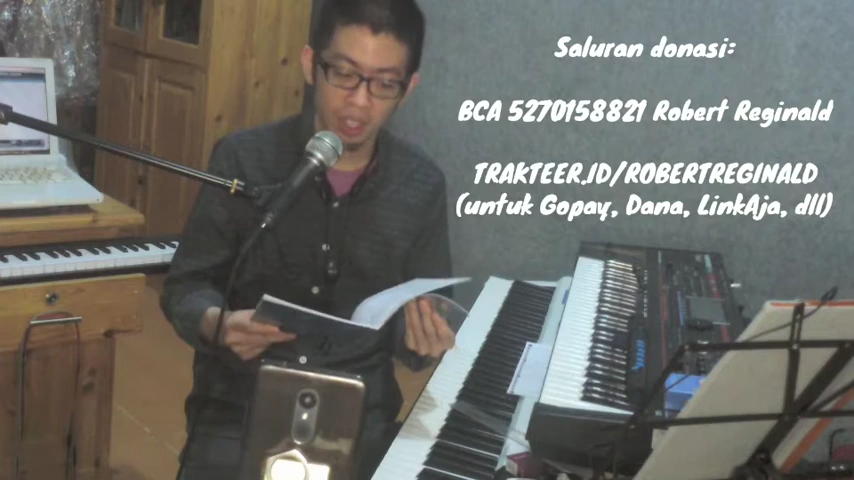 Saluran donasi:
BCA 5270158821 Robert Reginald
TRAKTEER.ID/ROBERTREGINALD
(untuk Gopay, Dana, LinkAja, dll)